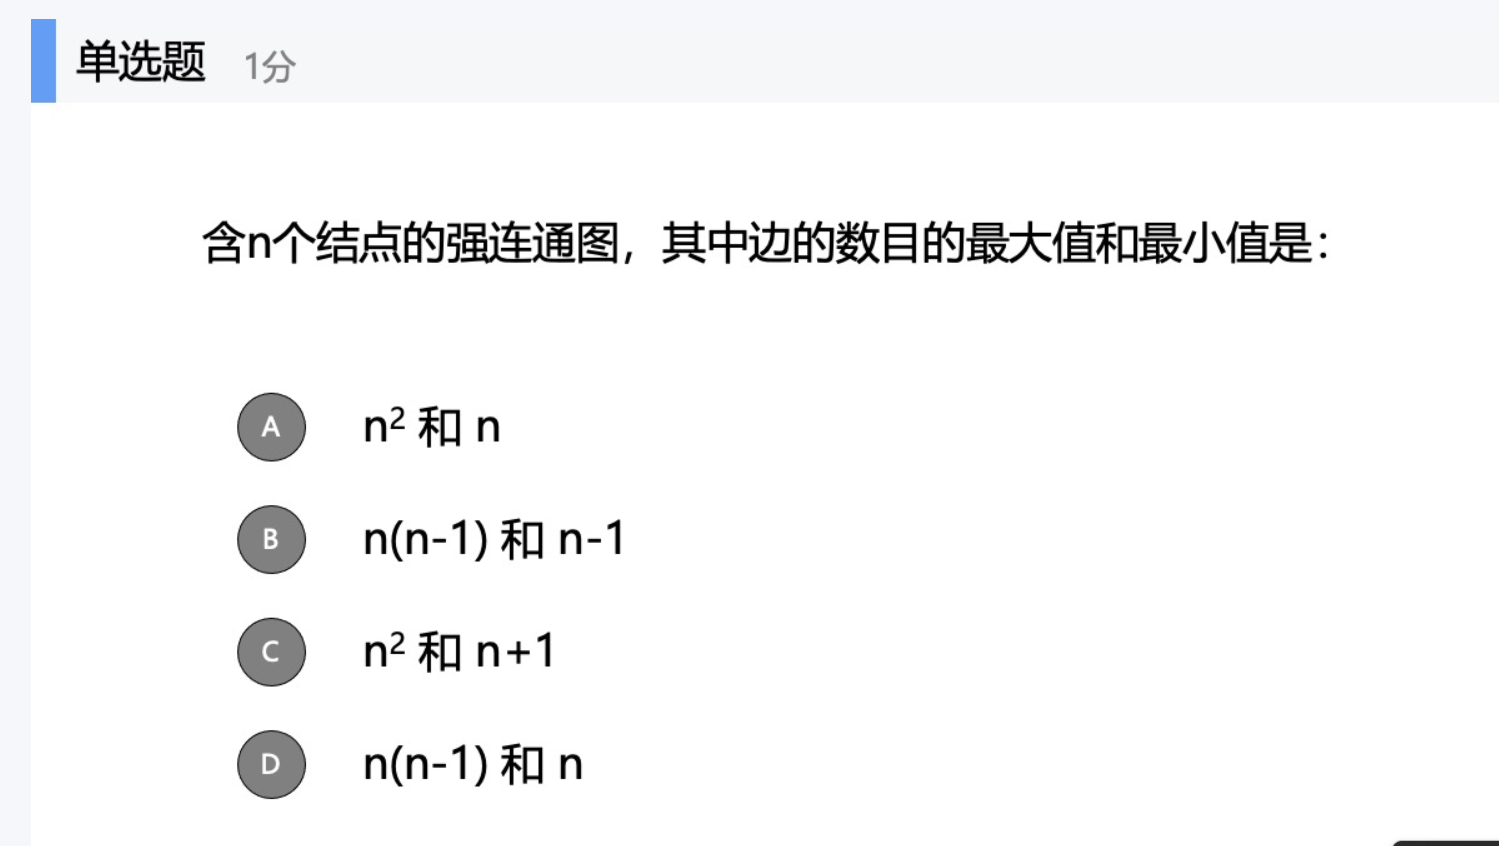 单选题 1分
含n个结点的强连通图，其中边的数目的最大值和最小值是：
A n² 和 n
B n(n-1) 和 n-1
C n² 和 n+1
D n(n-1) 和 n